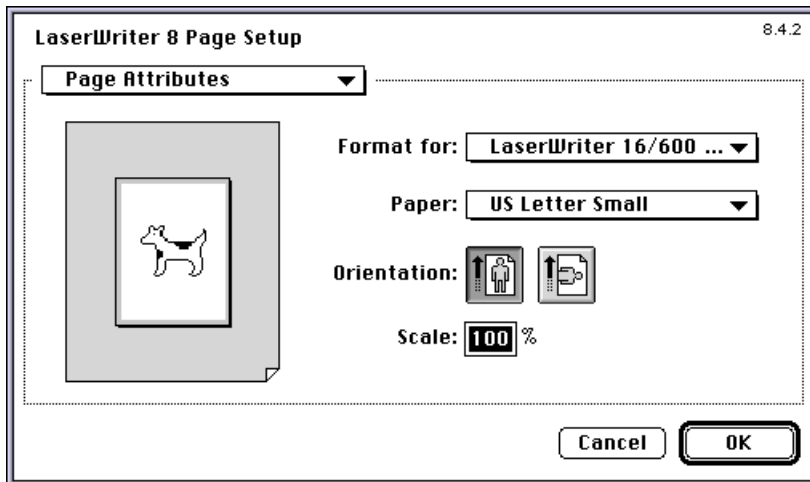 LaserWriter 8 Page Setup
8.4.2
Page Attributes
Format for: LaserWriter 16/600 ...
Paper: US Letter Small
Orientation:
Scale: 100 %
Cancel OK